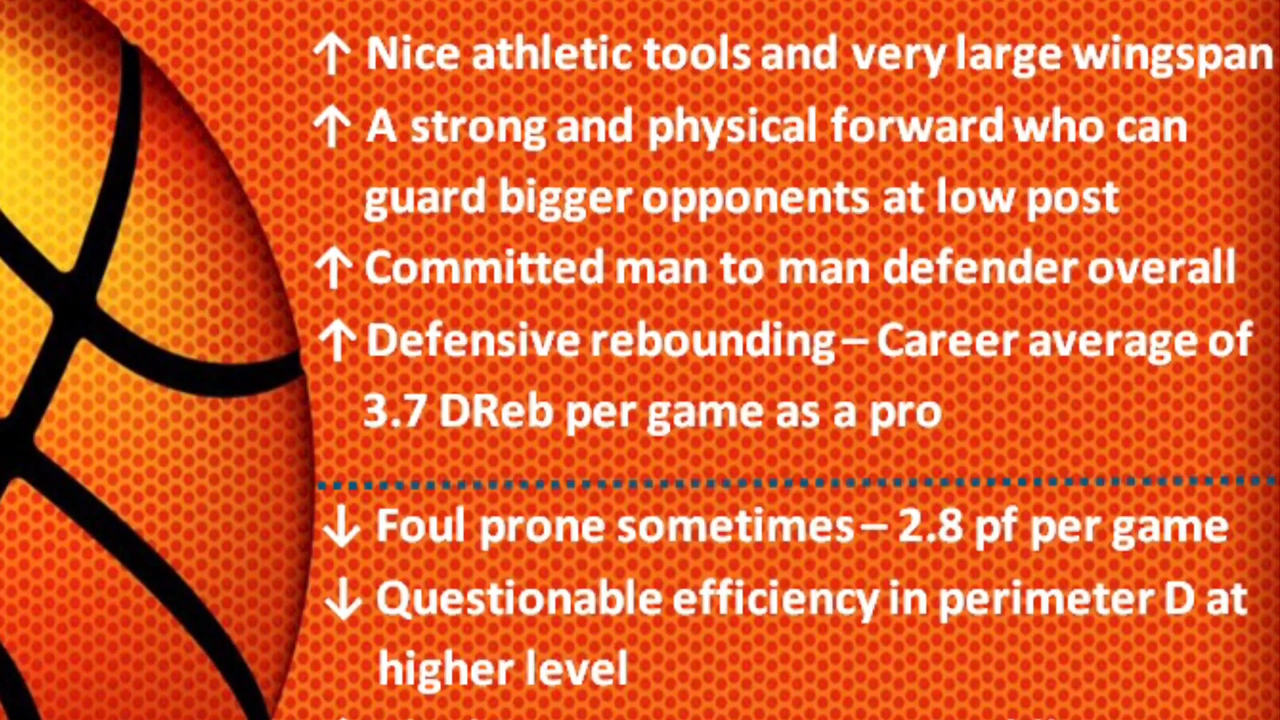 ↑ Nice athletic tools and very large wingspan
↑ A strong and physical forward who can
guard bigger opponents at low post
↑ Committed man to man defender overall
↑ Defensive rebounding – Career average of
3.7 DReb per game as a pro
↓ Foul prone sometimes – 2.8 pf per game
↓ Questionable efficiency in perimeter D at
higher level